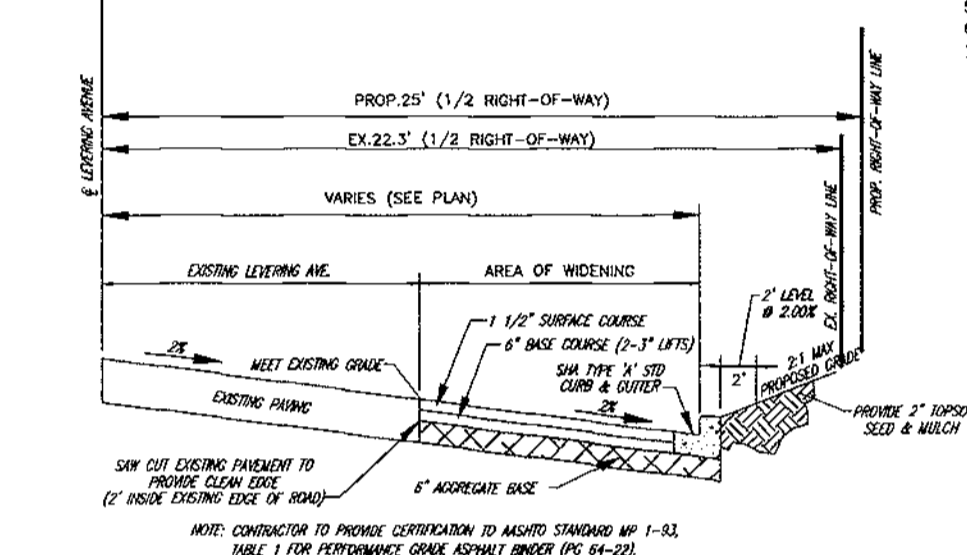 ℄ LEVERING AVENUE
PROP.25' (1/2 RIGHT-OF-WAY)
EX.22.3' (1/2 RIGHT-OF-WAY)
VARIES (SEE PLAN)
PROP. RIGHT-OF-WAY LINE
EX. RIGHT-OF-WAY LINE
EXISTING LEVERING AVE.
AREA OF WIDENING
2' LEVEL
@ 2.00%
1 1/2" SURFACE COURSE
6" BASE COURSE (2-3" LIFTS)
2%
MEET EXISTING GRADE
SHA TYPE 'A' STD
CURB & GUTTER
2'
2:1 MAX
PROPOSED GRADE
EXISTING PAVING
2%
PROVIDE 2" TOPSO
SEED & MULCH
SAW CUT EXISTING PAVEMENT TO
PROVIDE CLEAN EDGE
(2' INSIDE EXISTING EDGE OF ROAD)
6" AGGREGATE BASE
NOTE: CONTRACTOR TO PROVIDE CERTIFICATION TO AASHTO STANDARD MP 1-93,
TABLE 1 FOR PERFORMANCE GRADE ASPHALT BINDER (PG 64-22).